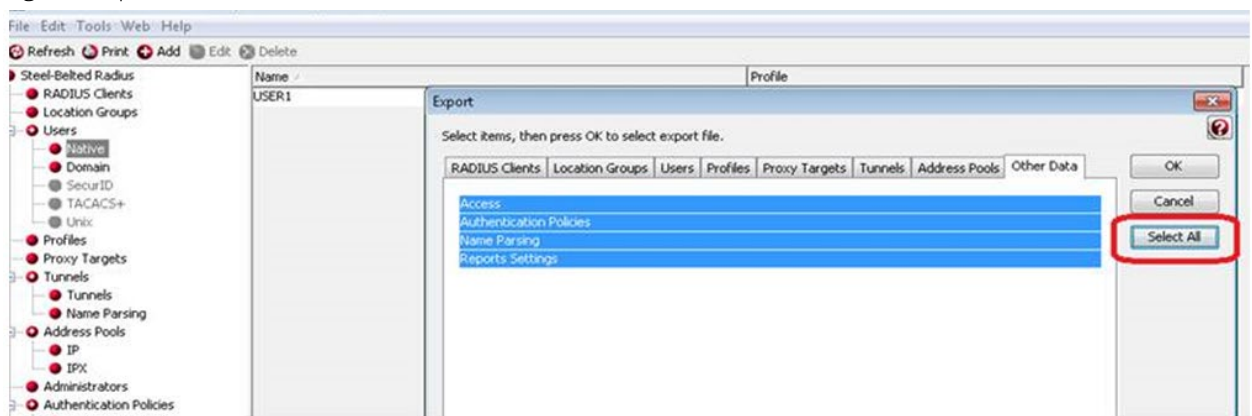 File Edit Tools Web Help
Refresh Print Add Edit Delete
Steel-Belted Radius
RADIUS Clients
Location Groups
Users
Native
Domain
SecurID
TACACS+
Unix
Profiles
Proxy Targets
Tunnels
Tunnels
Name Parsing
Address Pools
IP
IPX
Administrators
Authentication Policies
Name Profile
USER1
Export
Select items, then press OK to select export file.
RADIUS Clients Location Groups Users Profiles Proxy Targets Tunnels Address Pools Other Data
Access
Authentication Policies
Name Parsing
Reports Settings
OK
Cancel
Select All